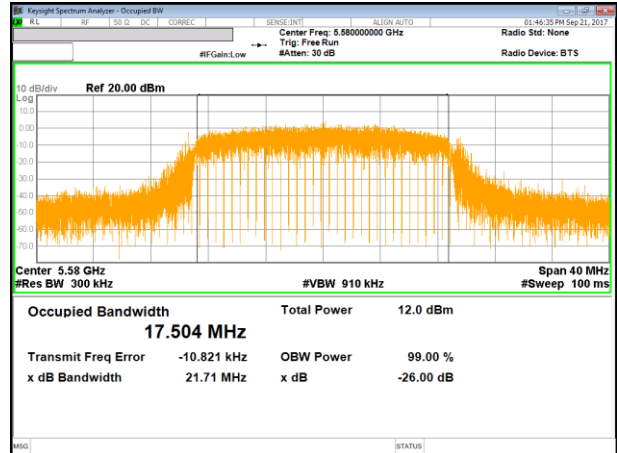 Keysight Spectrum Analyzer - Occupied BW
RL RF 50 Ω DC CORREC SENSE:INT ALIGN AUTO 01:46:35 PM Sep 21, 2017
Center Freq: 5.580000000 GHz Radio Std: None
Trig: Free Run
#IFGain:Low #Atten: 30 dB Radio Device: BTS
10 dB/div Ref 20.00 dBm
Log
10.0
0.00
-10.0
-20.0
-30.0
-40.0
-50.0
-60.0
-70.0
Center 5.58 GHz Span 40 MHz
#Res BW 300 kHz #VBW 910 kHz #Sweep 100 ms
Occupied Bandwidth Total Power 12.0 dBm
17.504 MHz
Transmit Freq Error -10.821 kHz OBW Power 99.00 %
x dB Bandwidth 21.71 MHz x dB -26.00 dB
MSG STATUS